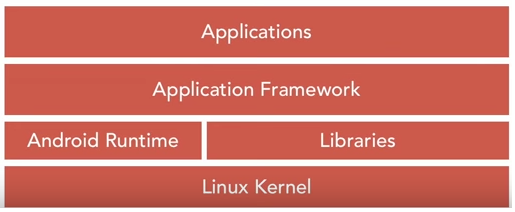 Applications
Application Framework
Android Runtime
Libraries
Linux Kernel